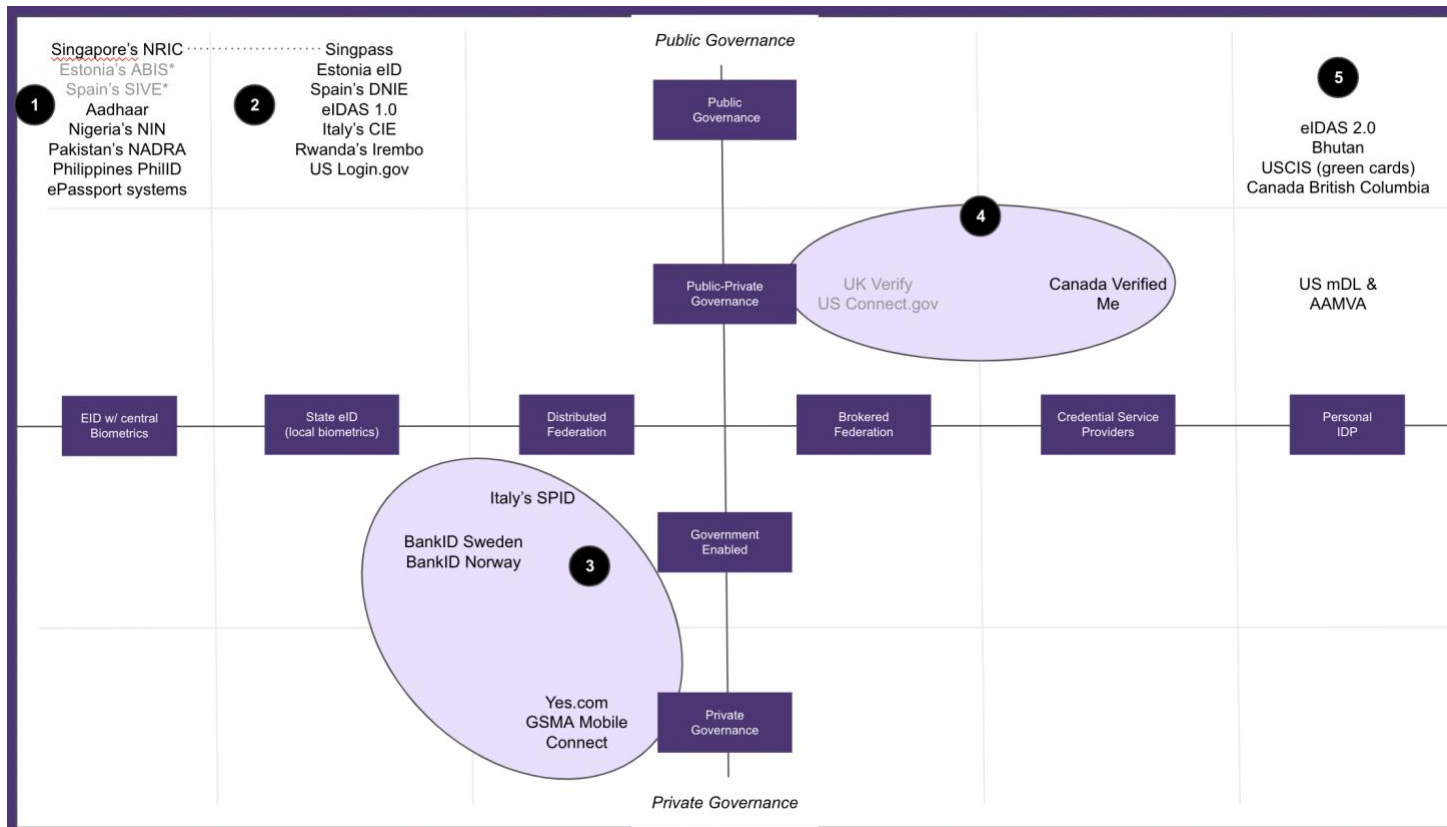 Public Governance
Singapore's NRIC
Estonia's ABIS*
Spain's SIVE*
Aadhaar
Nigeria's NIN
Pakistan's NADRA
Philippines PhilID
ePassport systems
1
2
Singpass
Estonia eID
Spain's DNIE
eIDAS 1.0
Italy's CIE
Rwanda's Irembo
US Login.gov
Public
Governance
5
eIDAS 2.0
Bhutan
USCIS (green cards)
Canada British Columbia
4
Public-Private
Governance
UK Verify
US Connect.gov
Canada Verified
Me
US mDL &
AAMVA
EID w/ central
Biometrics
State eID
(local biometrics)
Distributed
Federation
Brokered
Federation
Credential Service
Providers
Personal
IDP
Italy's SPID
BankID Sweden
BankID Norway
3
Government
Enabled
Yes.com
GSMA Mobile
Connect
Private
Governance
Private Governance